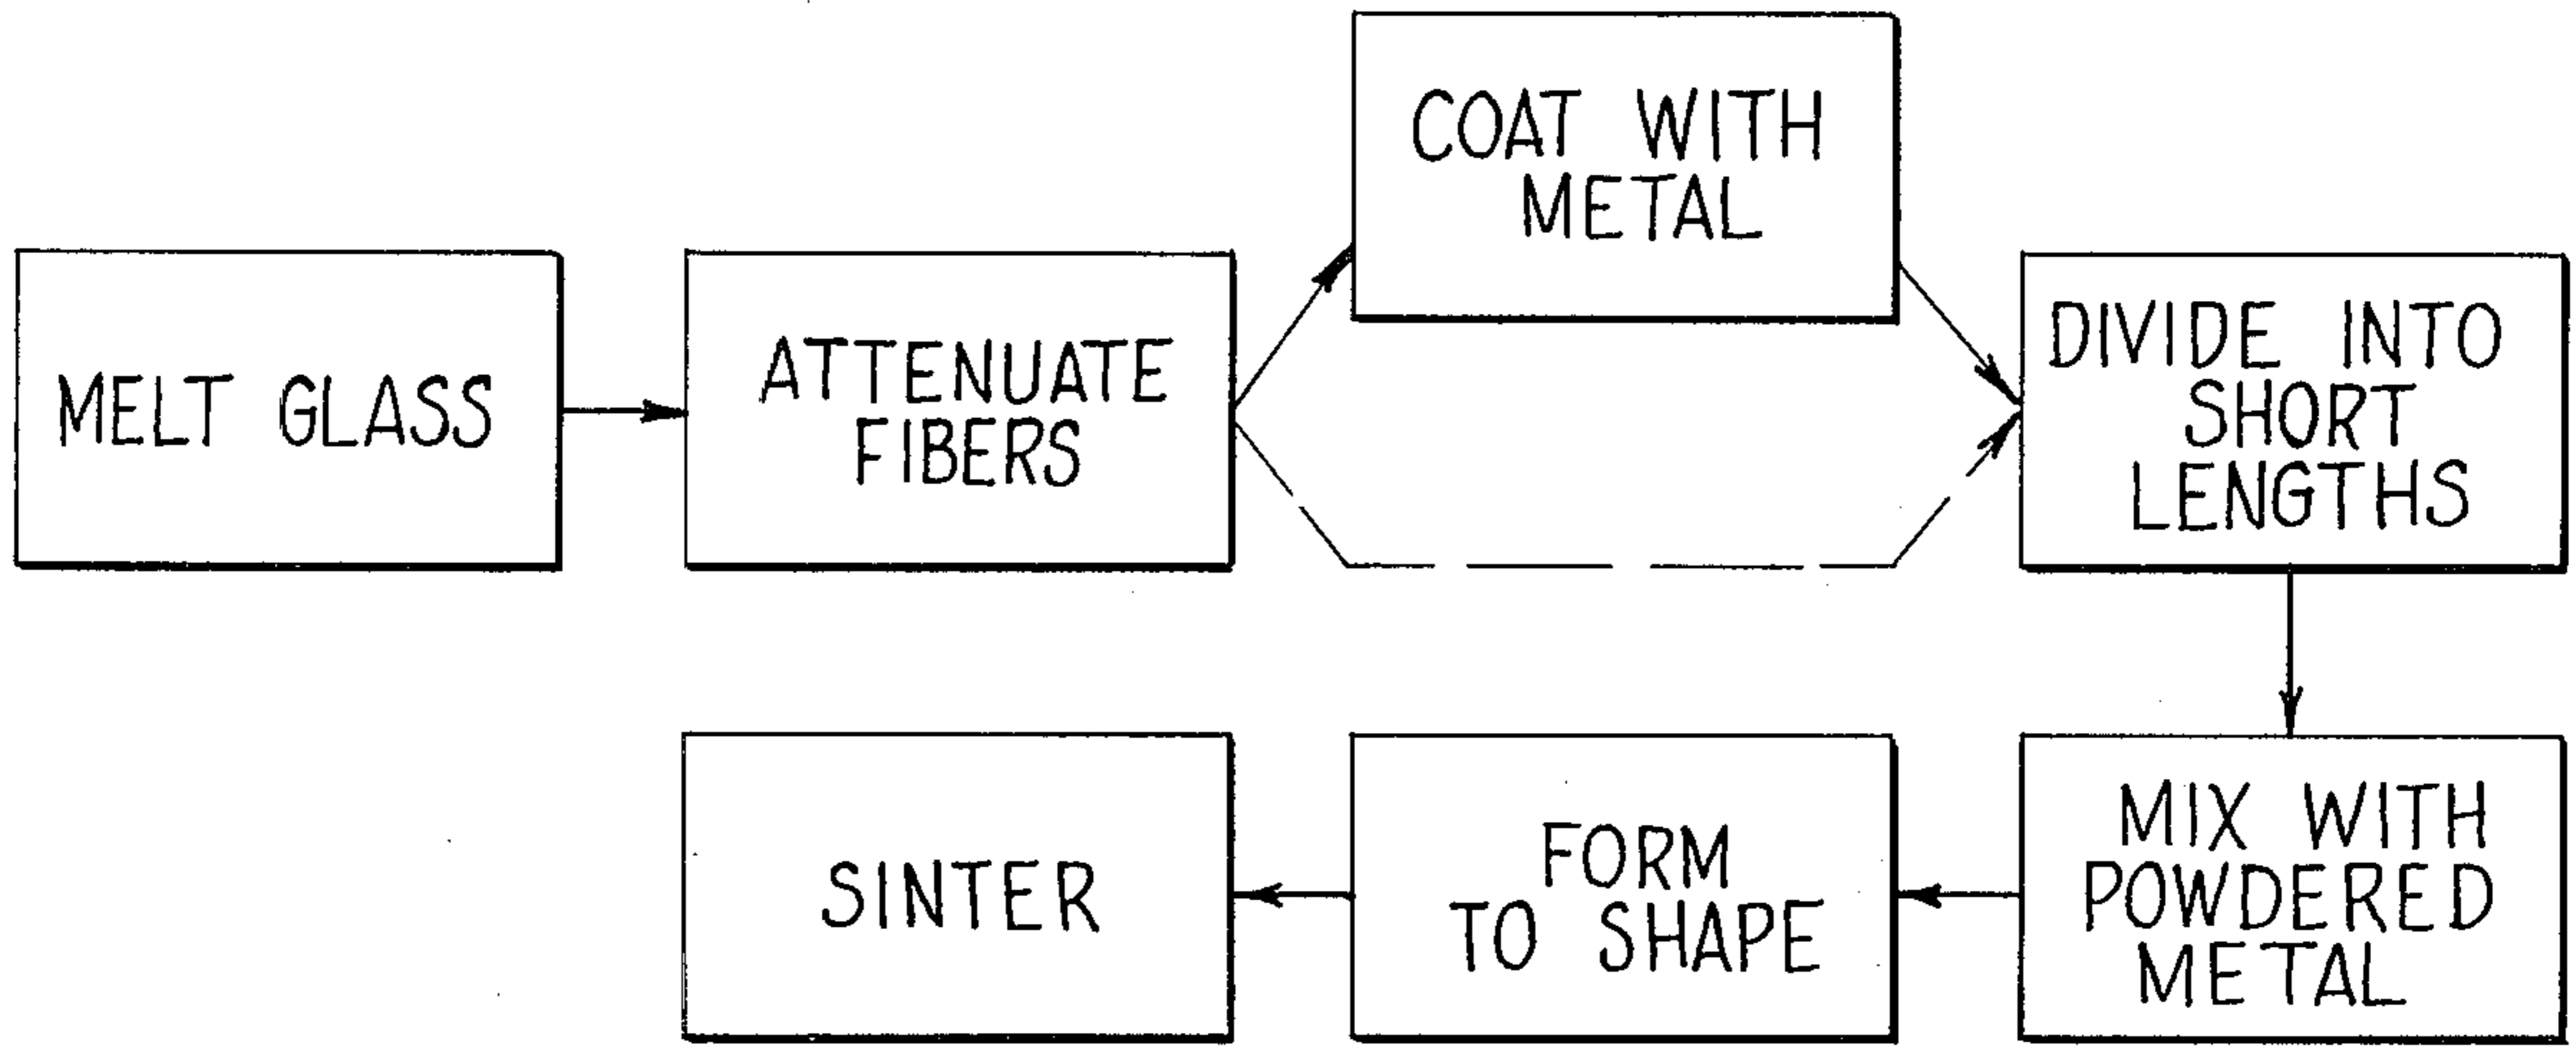 MELT GLASS
ATTENUATE
FIBERS
COAT WITH
METAL
DIVIDE INTO
SHORT
LENGTHS
MIX WITH
POWDERED
METAL
FORM
TO SHAPE
SINTER